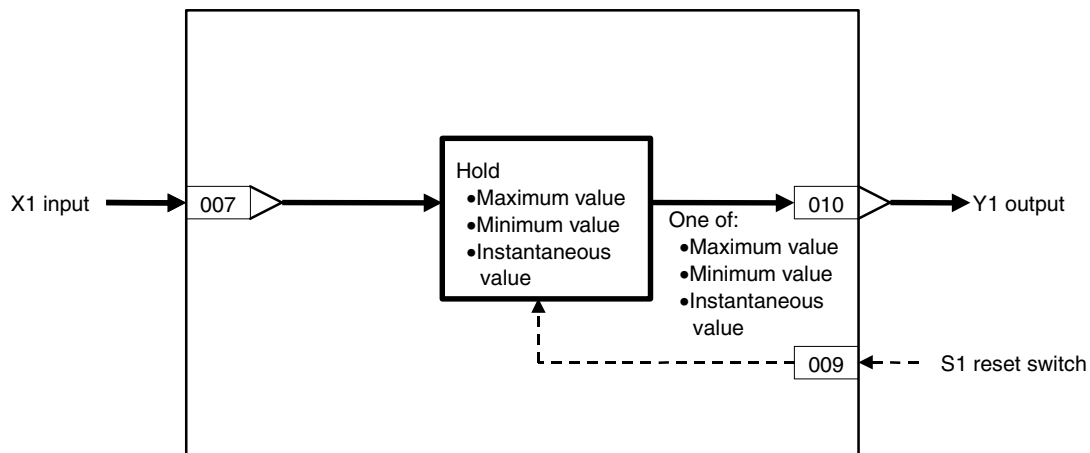 X1 input
007
Hold
•Maximum value
•Minimum value
•Instantaneous
value
One of:
•Maximum value
•Minimum value
•Instantaneous
value
010
Y1 output
009
S1 reset switch